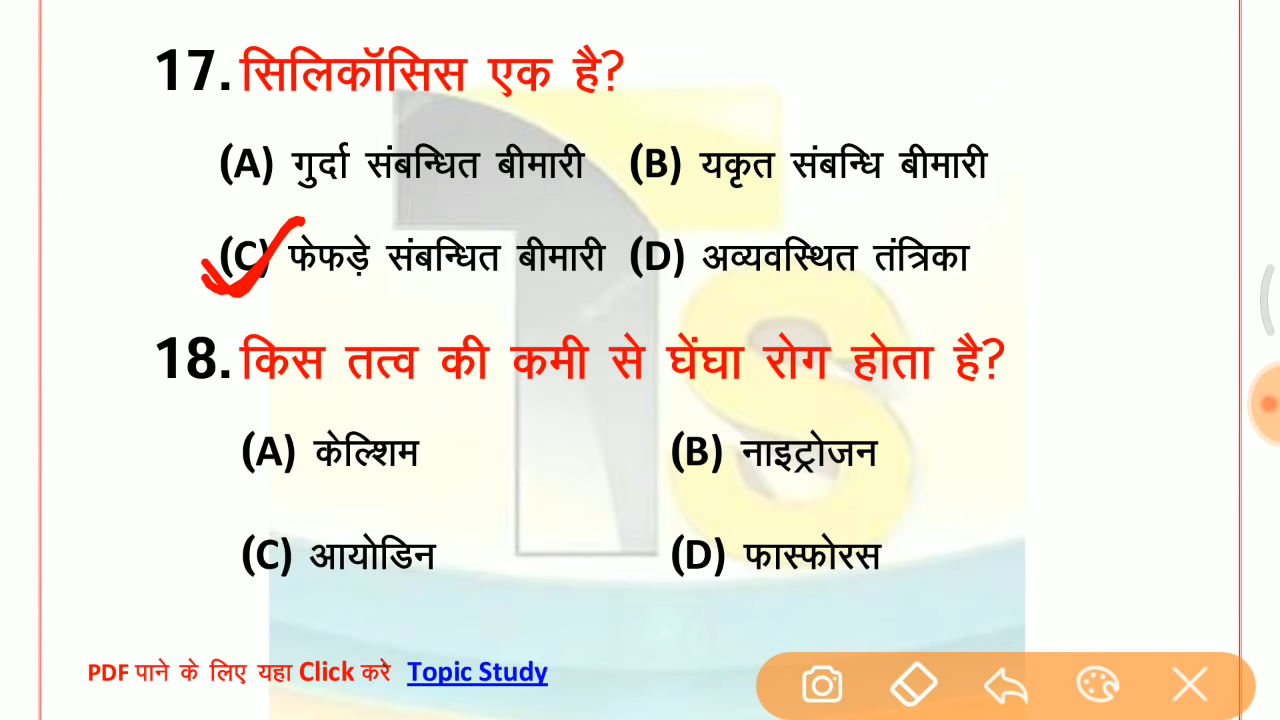 17. सिलिकॉसिस एक है?
(A) गुर्दा संबन्धित बीमारी (B) यकृत संबन्धि बीमारी
(C) फेफड़े संबन्धित बीमारी (D) अव्यवस्थित तंत्रिका
18. किस तत्व की कमी से घेंघा रोग होता है?
(A) केल्शिम (B) नाइट्रोजन
(C) आयोडिन (D) फास्फोरस
PDF पाने के लिए यहा Click करे Topic Study